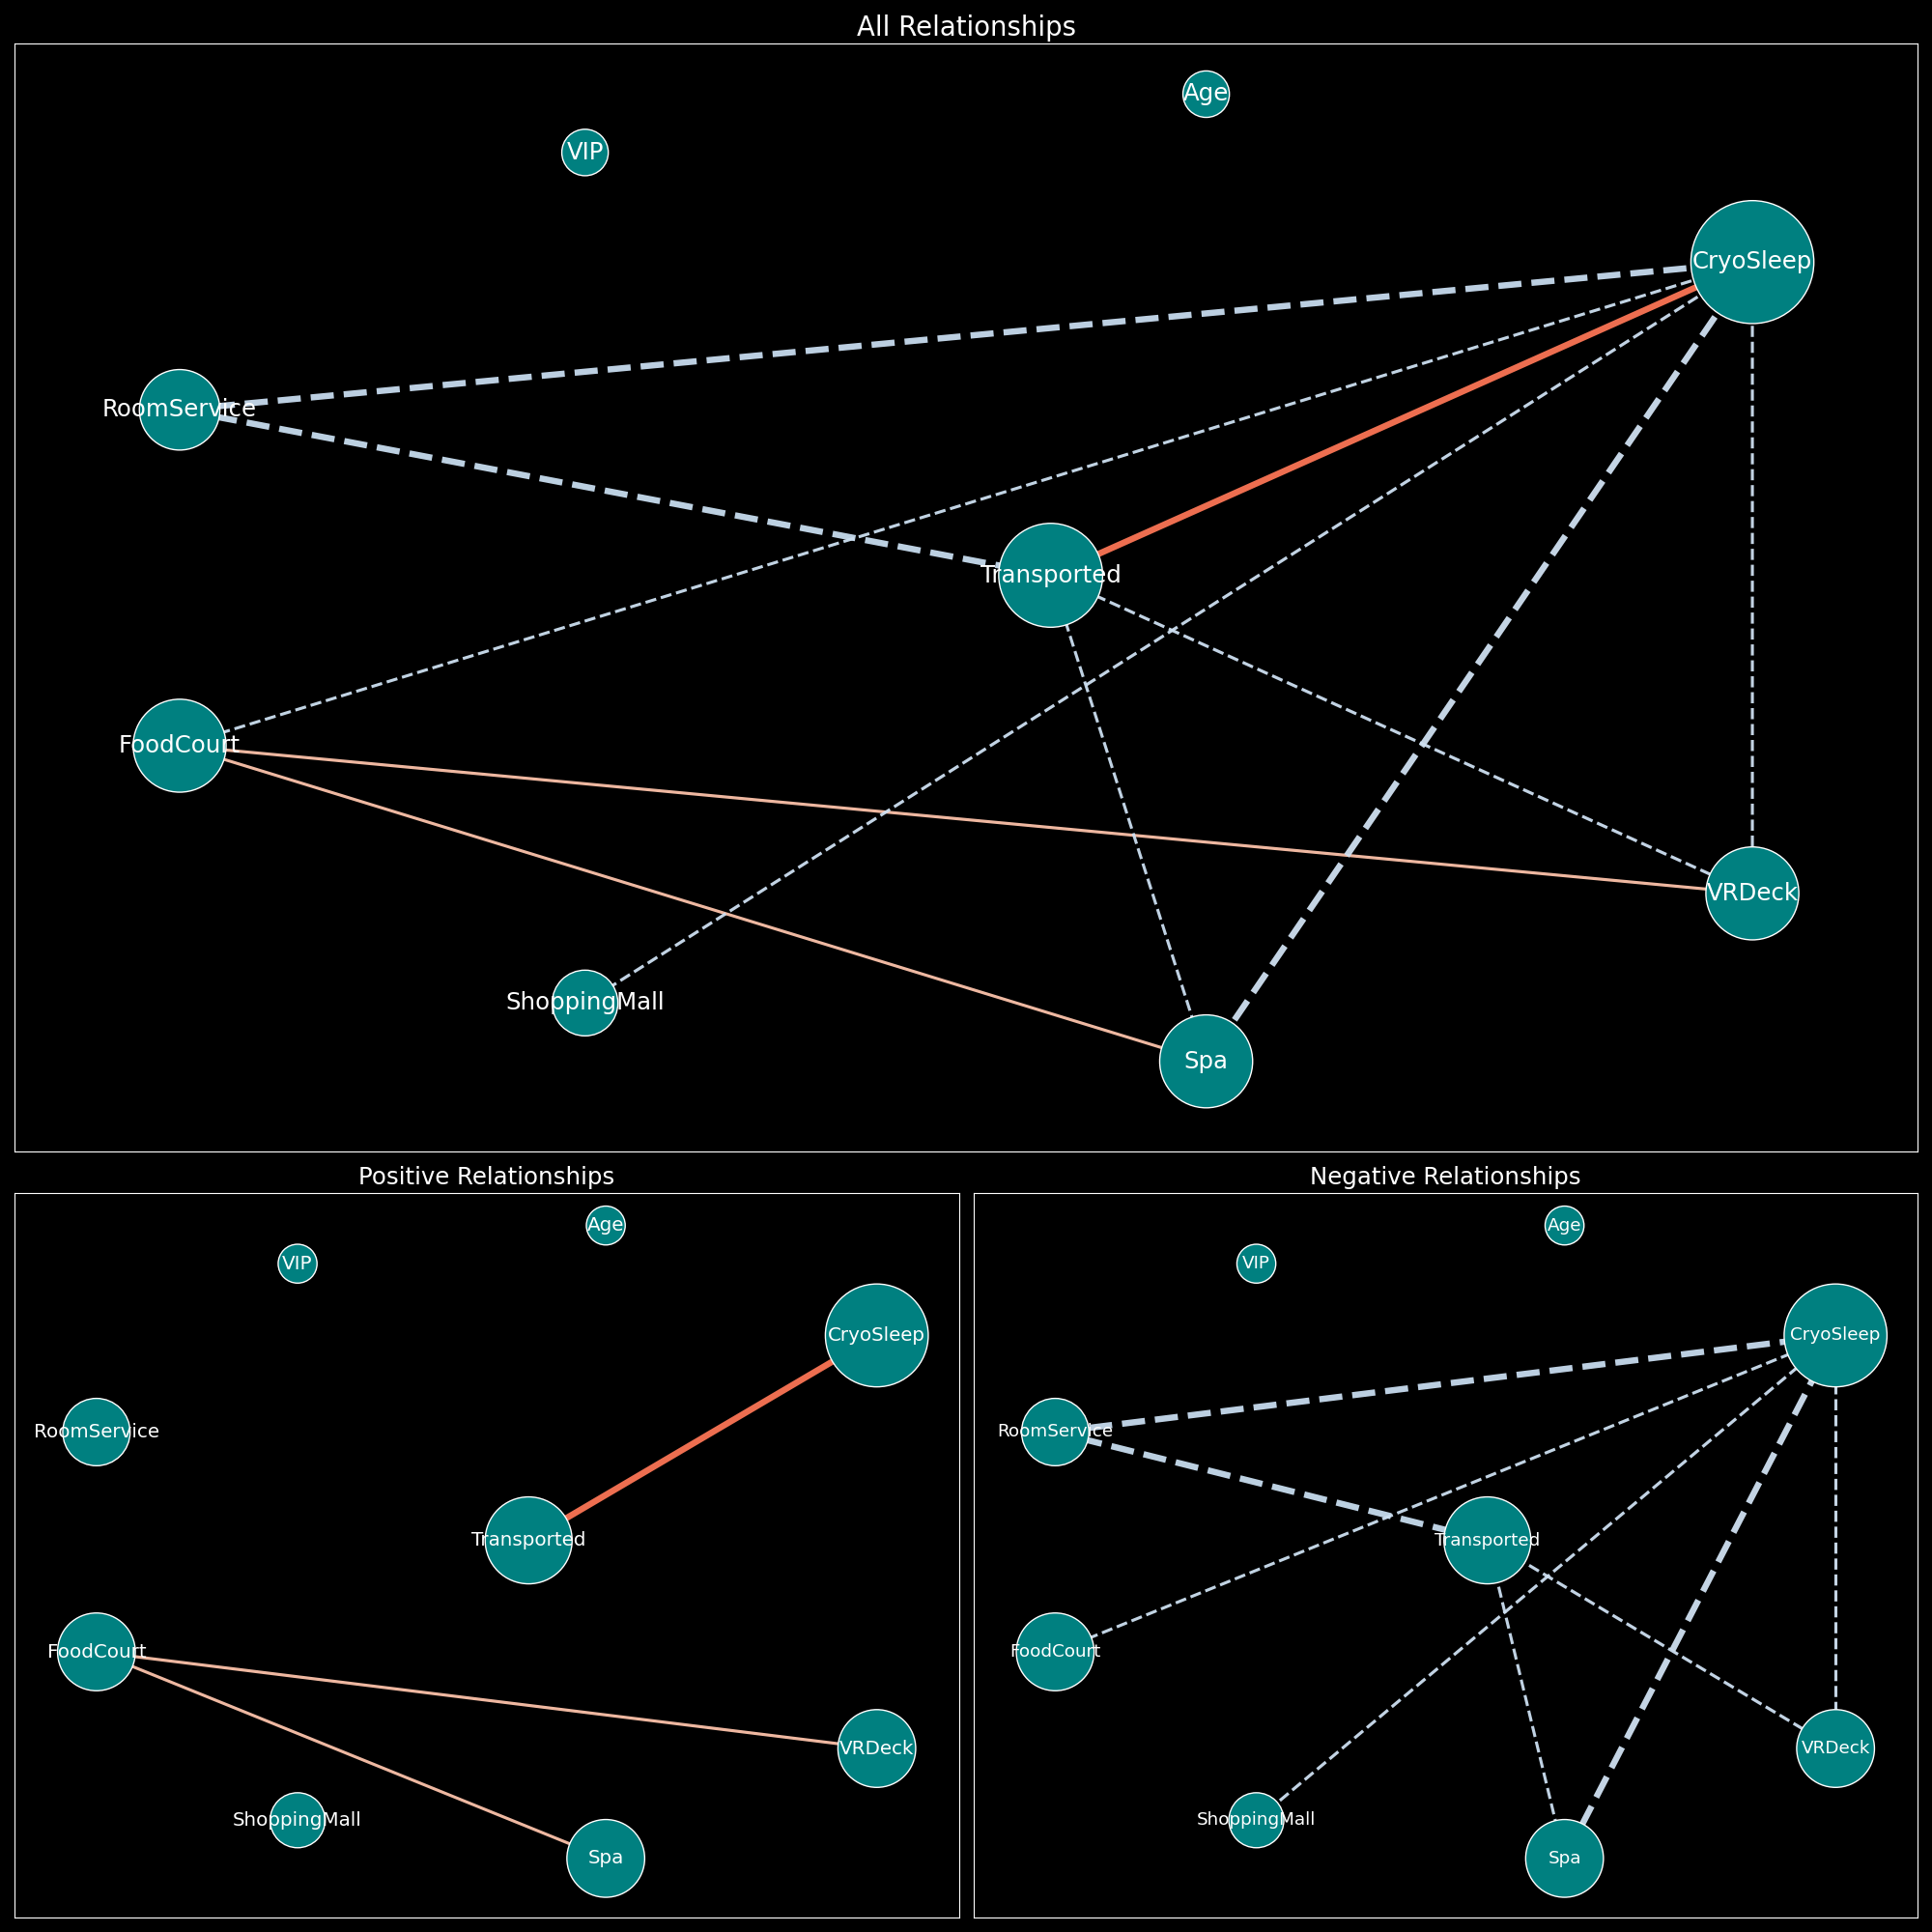 All Relationships
Age
VIP
CryoSleep
RoomService
Transported
FoodCourt
VRDeck
ShoppingMall
Spa
Positive Relationships
Age
VIP
CryoSleep
RoomService
Transported
FoodCourt
VRDeck
ShoppingMall
Spa
Negative Relationships
Age
VIP
CryoSleep
RoomService
Transported
FoodCourt
VRDeck
ShoppingMall
Spa